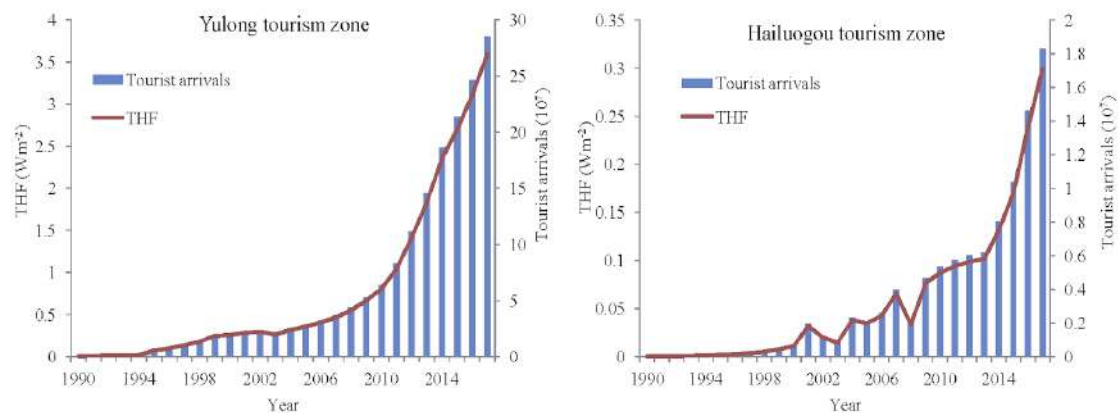 Yulong tourism zone
Tourist arrivals
THF
THF (Wm⁻²)
4
3.5
3
2.5
2
1.5
1
0.5
0
30
25
20
15
10
5
0
Tourist arrivals (10⁷)
1990 1994 1998 2002 2006 2010 2014
Year
Hailuogou tourism zone
Tourist arrivals
THF
THF (Wm⁻²)
0.35
0.3
0.25
0.2
0.15
0.1
0.05
0
2
1.8
1.6
1.4
1.2
1
0.8
0.6
0.4
0.2
0
Tourist arrivals (10⁷)
1990 1994 1998 2002 2006 2010 2014
Year